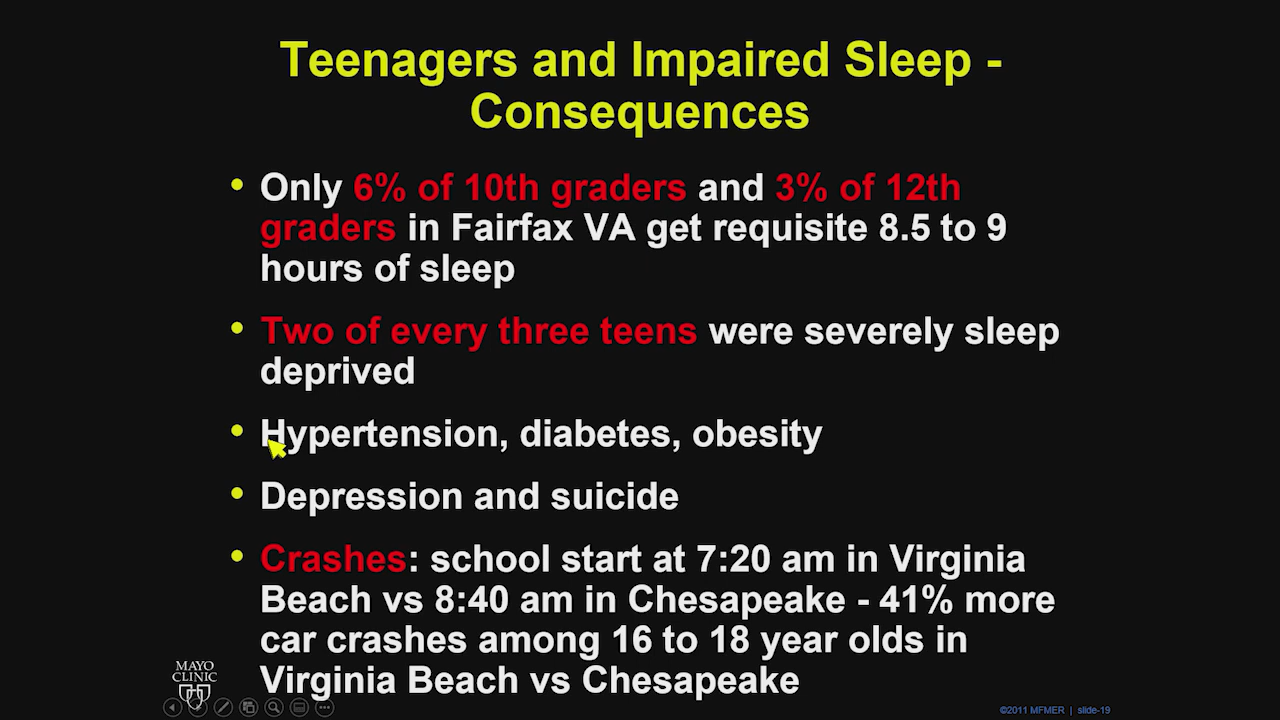 Teenagers and Impaired Sleep -
Consequences
• Only 6% of 10th graders and 3% of 12th
graders in Fairfax VA get requisite 8.5 to 9
hours of sleep
• Two of every three teens were severely sleep
deprived
• Hypertension, diabetes, obesity
• Depression and suicide
• Crashes: school start at 7:20 am in Virginia
Beach vs 8:40 am in Chesapeake - 41% more
car crashes among 16 to 18 year olds in
Virginia Beach vs Chesapeake
MAYO
CLINIC
©2011 MFMER | slide-19